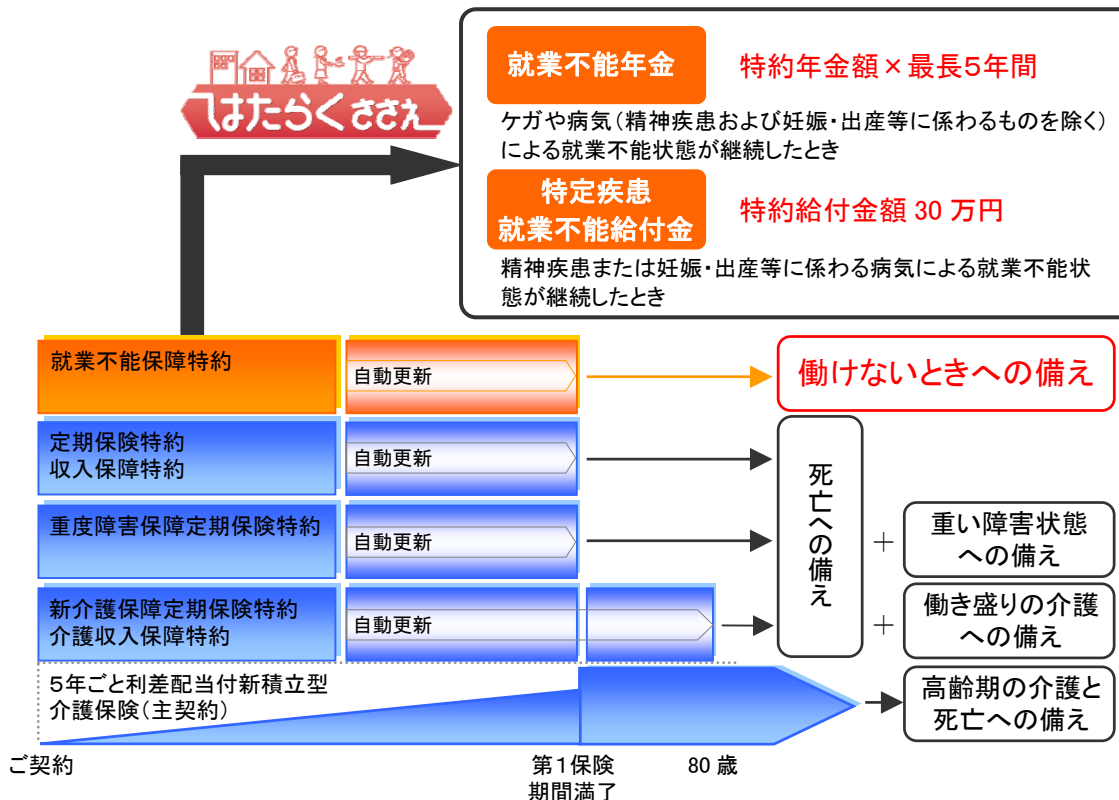 はたらくささえ
就業不能年金
特約年金額×最長5年間
ケガや病気(精神疾患および妊娠・出産等に係わるものを除く)
による就業不能状態が継続したとき
特定疾患
就業不能給付金
特約給付金額 30 万円
精神疾患または妊娠・出産等に係わる病気による就業不能状
態が継続したとき
就業不能保障特約
自動更新
働けないときへの備え
定期保険特約
収入保障特約
自動更新
死亡への備え
重度障害保障定期保険特約
自動更新
+
重い障害状態
への備え
新介護保障定期保険特約
介護収入保障特約
自動更新
+
働き盛りの介護
への備え
5年ごと利差配当付新積立型
介護保険(主契約)
高齢期の介護と
死亡への備え
ご契約
第1保険
期間満了
80 歳